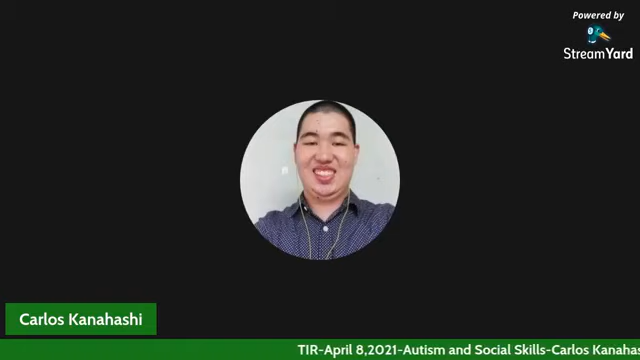 Powered by
StreamYard
Carlos Kanahashi
TIR-April 8,2021-Autism and Social Skills-Carlos Kanahas